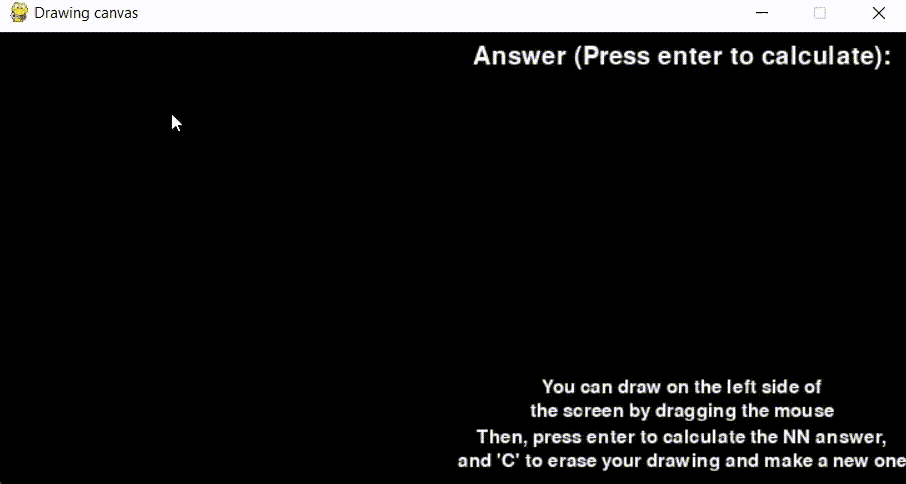 Drawing canvas
Answer (Press enter to calculate):
You can draw on the left side of
the screen by dragging the mouse
Then, press enter to calculate the NN answer,
and 'C' to erase your drawing and make a new one